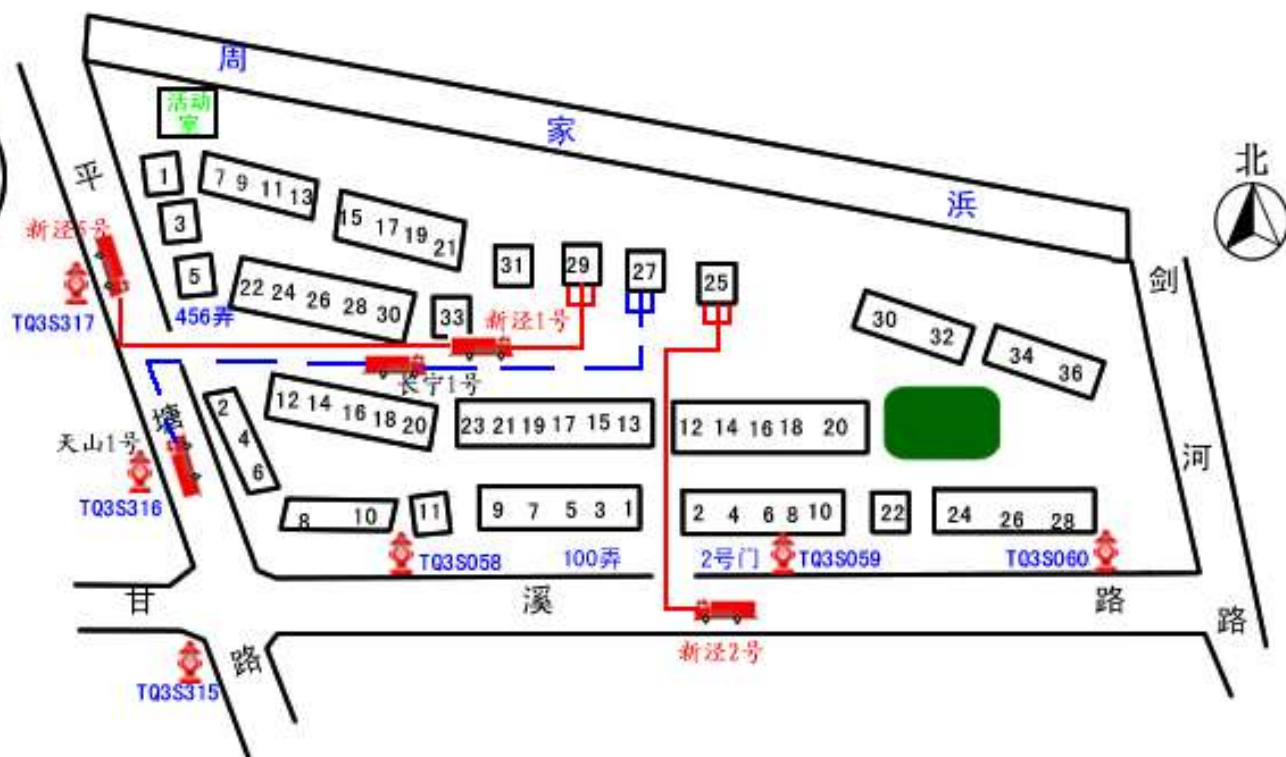 周
家
浜
北
活动
室
平
1
7 9 11 13
3
15 17 19 21
新泾5号
5
31
29
27
25
剑
TQ3S317
456弄
22 24 26 28 30
33
新泾1号
30 32
34 36
长宁1号
塘
2
4
6
12 14 16 18 20
23 21 19 17 15 13
12 14 16 18 20
天山1号
河
TQ3S316
8 10
11
9 7 5 3 1
2 4 6 8 10
22
24 26 28
TQ3S058
100弄
2号门
TQ3S059
TQ3S060
甘
溪
路
路
新泾2号
路
TQ3S315